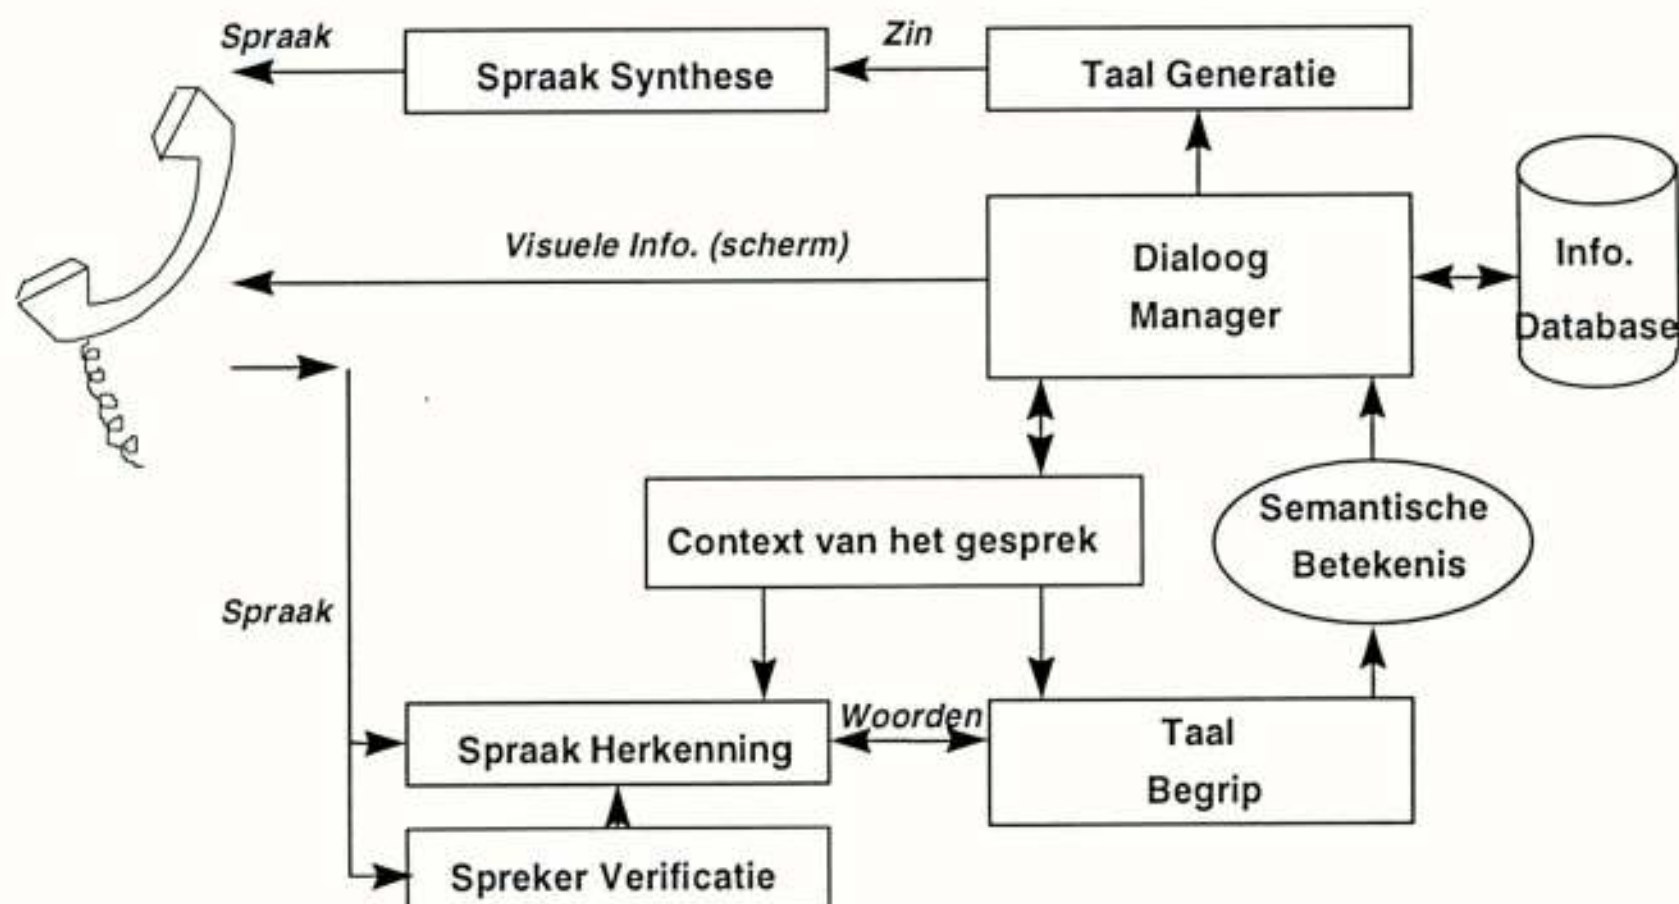 Spraak
Zin
Spraak Synthese
Taal Generatie
Visuele Info. (scherm)
Dialoog
Manager
Info.
Database
Context van het gesprek
Semantische
Betekenis
Spraak
Woorden
Spraak Herkenning
Taal
Begrip
Spreker Verificatie